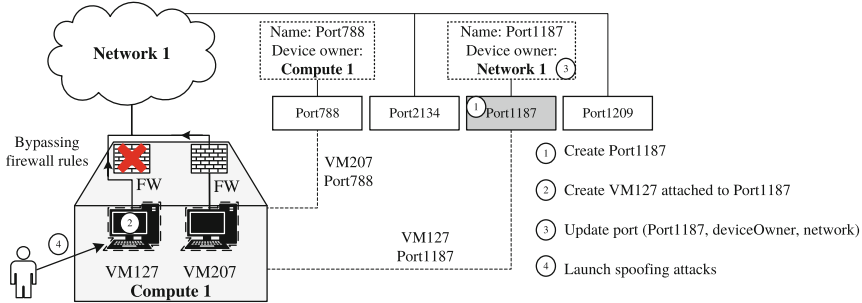 Network 1
Name: Port788
Device owner:
Compute 1
Name: Port1187
Device owner:
Network 1 3
Port788
Port2134
1 Port1187
Port1209
Bypassing
firewall rules
FW
FW
VM207
Port788
VM127
Port1187
2
4
VM127
VM207
Compute 1
1 Create Port1187
2 Create VM127 attached to Port1187
3 Update port (Port1187, deviceOwner, network)
4 Launch spoofing attacks